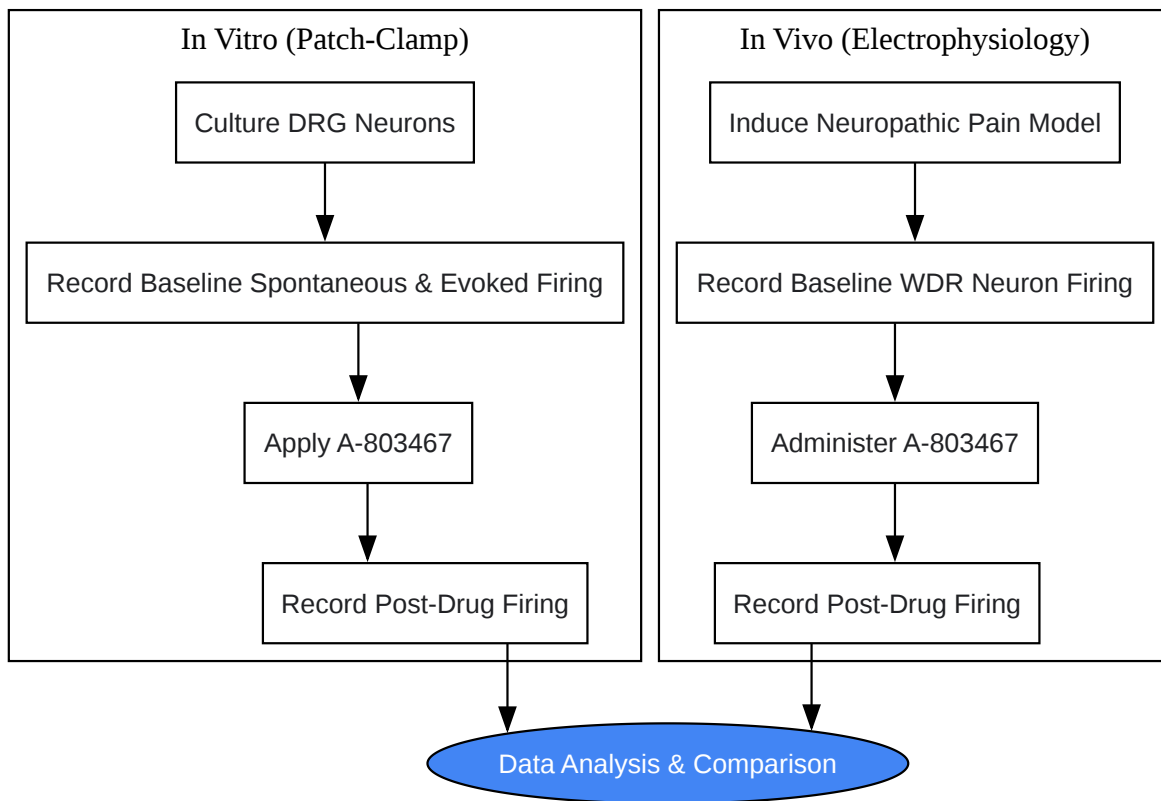 In Vitro (Patch-Clamp)
Culture DRG Neurons
Record Baseline Spontaneous & Evoked Firing
Apply A-803467
Record Post-Drug Firing
In Vivo (Electrophysiology)
Induce Neuropathic Pain Model
Record Baseline WDR Neuron Firing
Administer A-803467
Record Post-Drug Firing
Data Analysis & Comparison